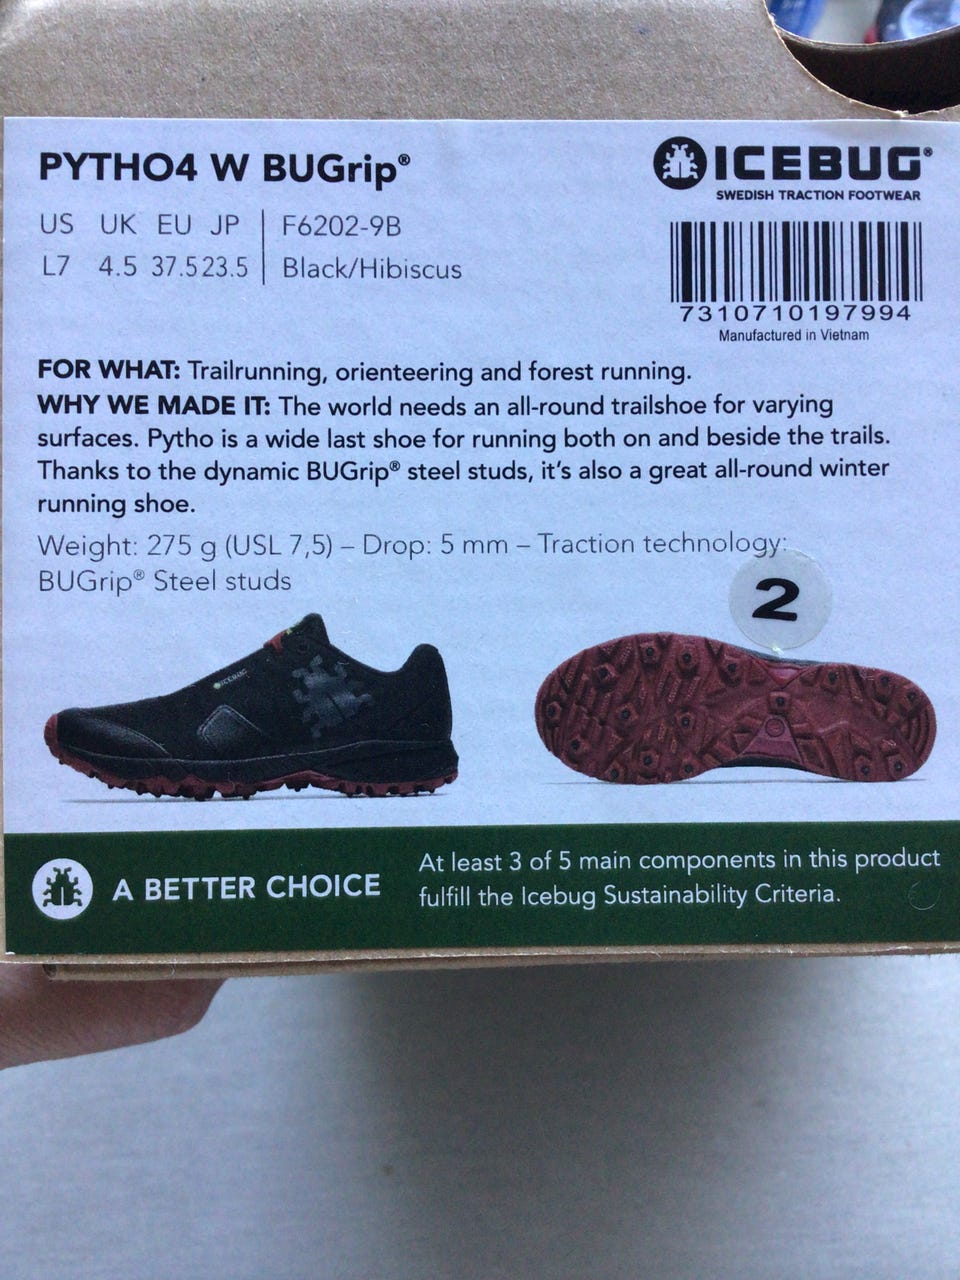 PYTHO4 W BUGrip®
US UK EU JP
L7 4.5 37.5 23.5
F6202-9B
Black/Hibiscus
ICEBUG®
SWEDISH TRACTION FOOTWEAR
7310710197994
Manufactured in Vietnam
FOR WHAT: Trailrunning, orienteering and forest running.
WHY WE MADE IT: The world needs an all-round trailshoe for varying
surfaces. Pytho is a wide last shoe for running both on and beside the trails.
Thanks to the dynamic BUGrip® steel studs, it's also a great all-round winter
running shoe.
Weight: 275 g (USL 7,5) – Drop: 5 mm – Traction technology:
BUGrip® Steel studs
2
ICEBUG
A BETTER CHOICE
At least 3 of 5 main components in this product
fulfill the Icebug Sustainability Criteria.